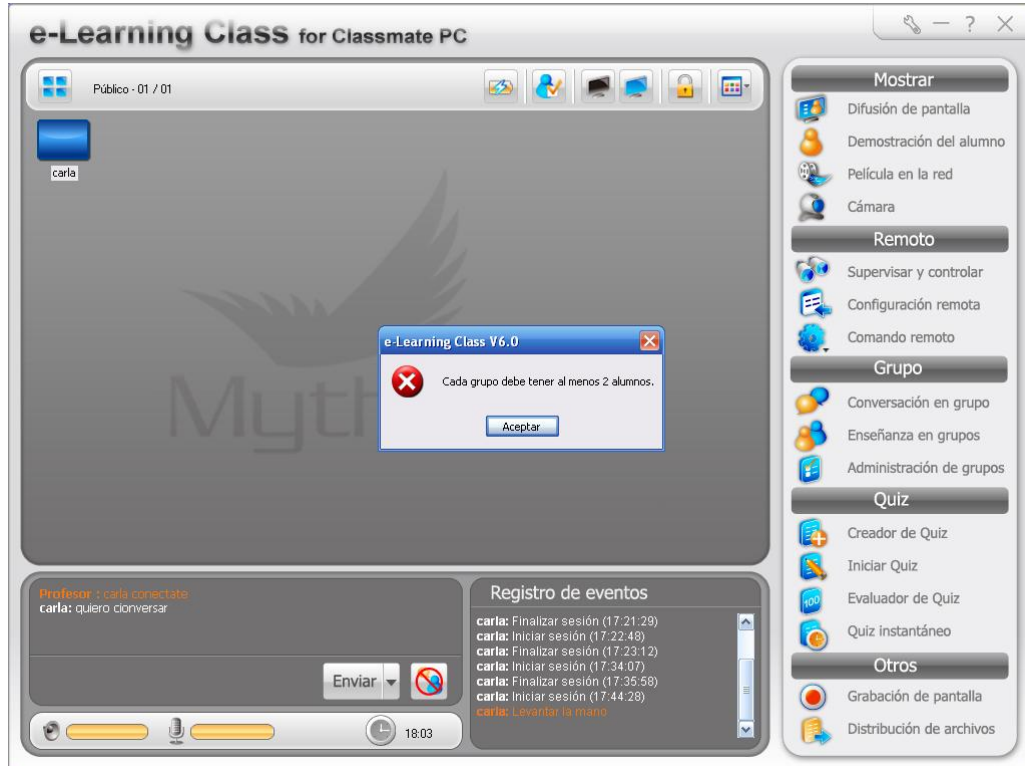 e-Learning Class for Classmate PC
Público - 01 / 01
carla
e-Learning Class V6.0
Cada grupo debe tener al menos 2 alumnos.
Aceptar
Profesor : carla conectate
carla: quiero cionversar
Enviar
18:03
Registro de eventos
carla: Finalizar sesión (17:21:29)
carla: Iniciar sesión (17:22:48)
carla: Finalizar sesión (17:23:12)
carla: Iniciar sesión (17:34:07)
carla: Finalizar sesión (17:35:58)
carla: Iniciar sesión (17:44:28)
carla: Levantar la mano
Mostrar
Difusión de pantalla
Demostración del alumno
Película en la red
Cámara
Remoto
Supervisar y controlar
Configuración remota
Comando remoto
Grupo
Conversación en grupo
Enseñanza en grupos
Administración de grupos
Quiz
Creador de Quiz
Iniciar Quiz
100
Evaluador de Quiz
Quiz instantáneo
Otros
Grabación de pantalla
Distribución de archivos